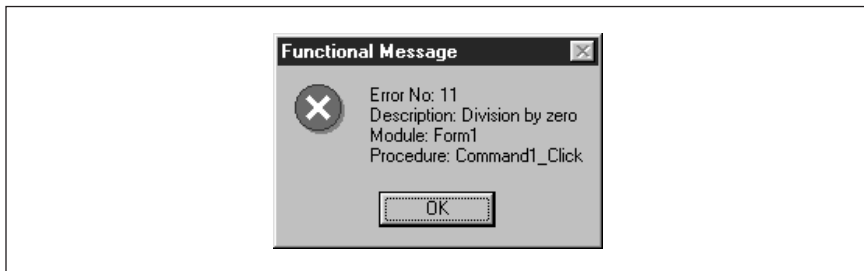 Functional Message
Error No: 11
Description: Division by zero
Module: Form1
Procedure: Command1_Click
OK